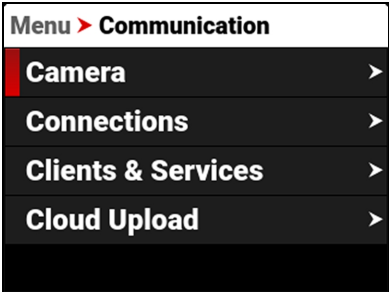 Menu ➤ Communication
Camera ➤
Connections ➤
Clients & Services ➤
Cloud Upload ➤